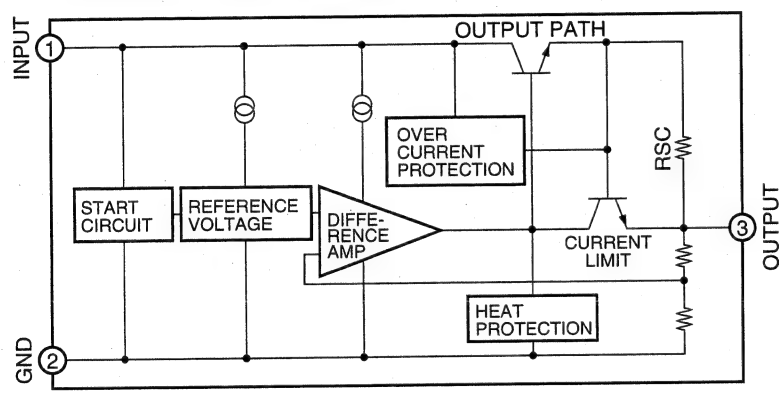 INPUT
1
OUTPUT PATH
OVER
CURRENT
PROTECTION
RSC
START
CIRCUIT
REFERENCE
VOLTAGE
DIFFE-
RENCE
AMP
CURRENT
LIMIT
3
OUTPUT
HEAT
PROTECTION
GND
2